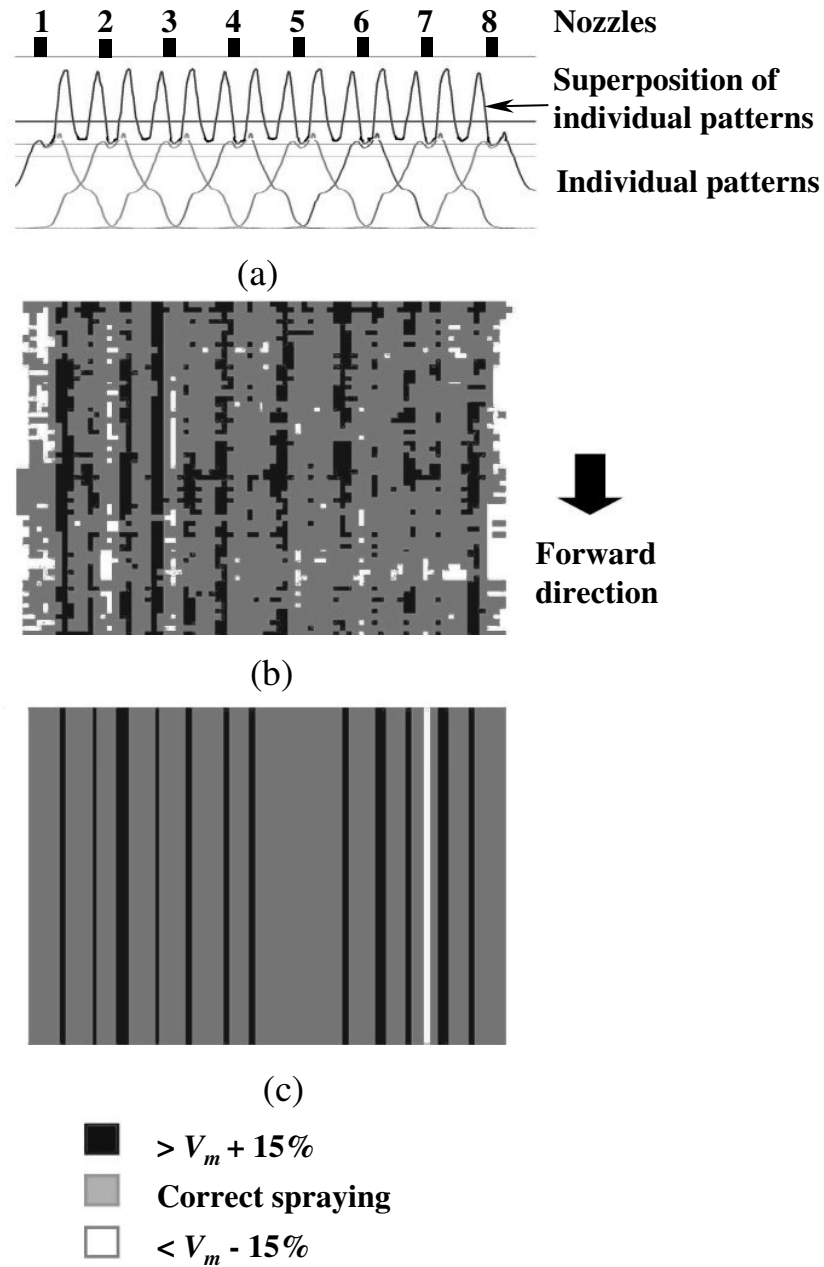 1 2 3 4 5 6 7 8 Nozzles
Superposition of
individual patterns
Individual patterns
(a)
Forward
direction
(b)
(c)
> Vm + 15%
Correct spraying
< Vm - 15%